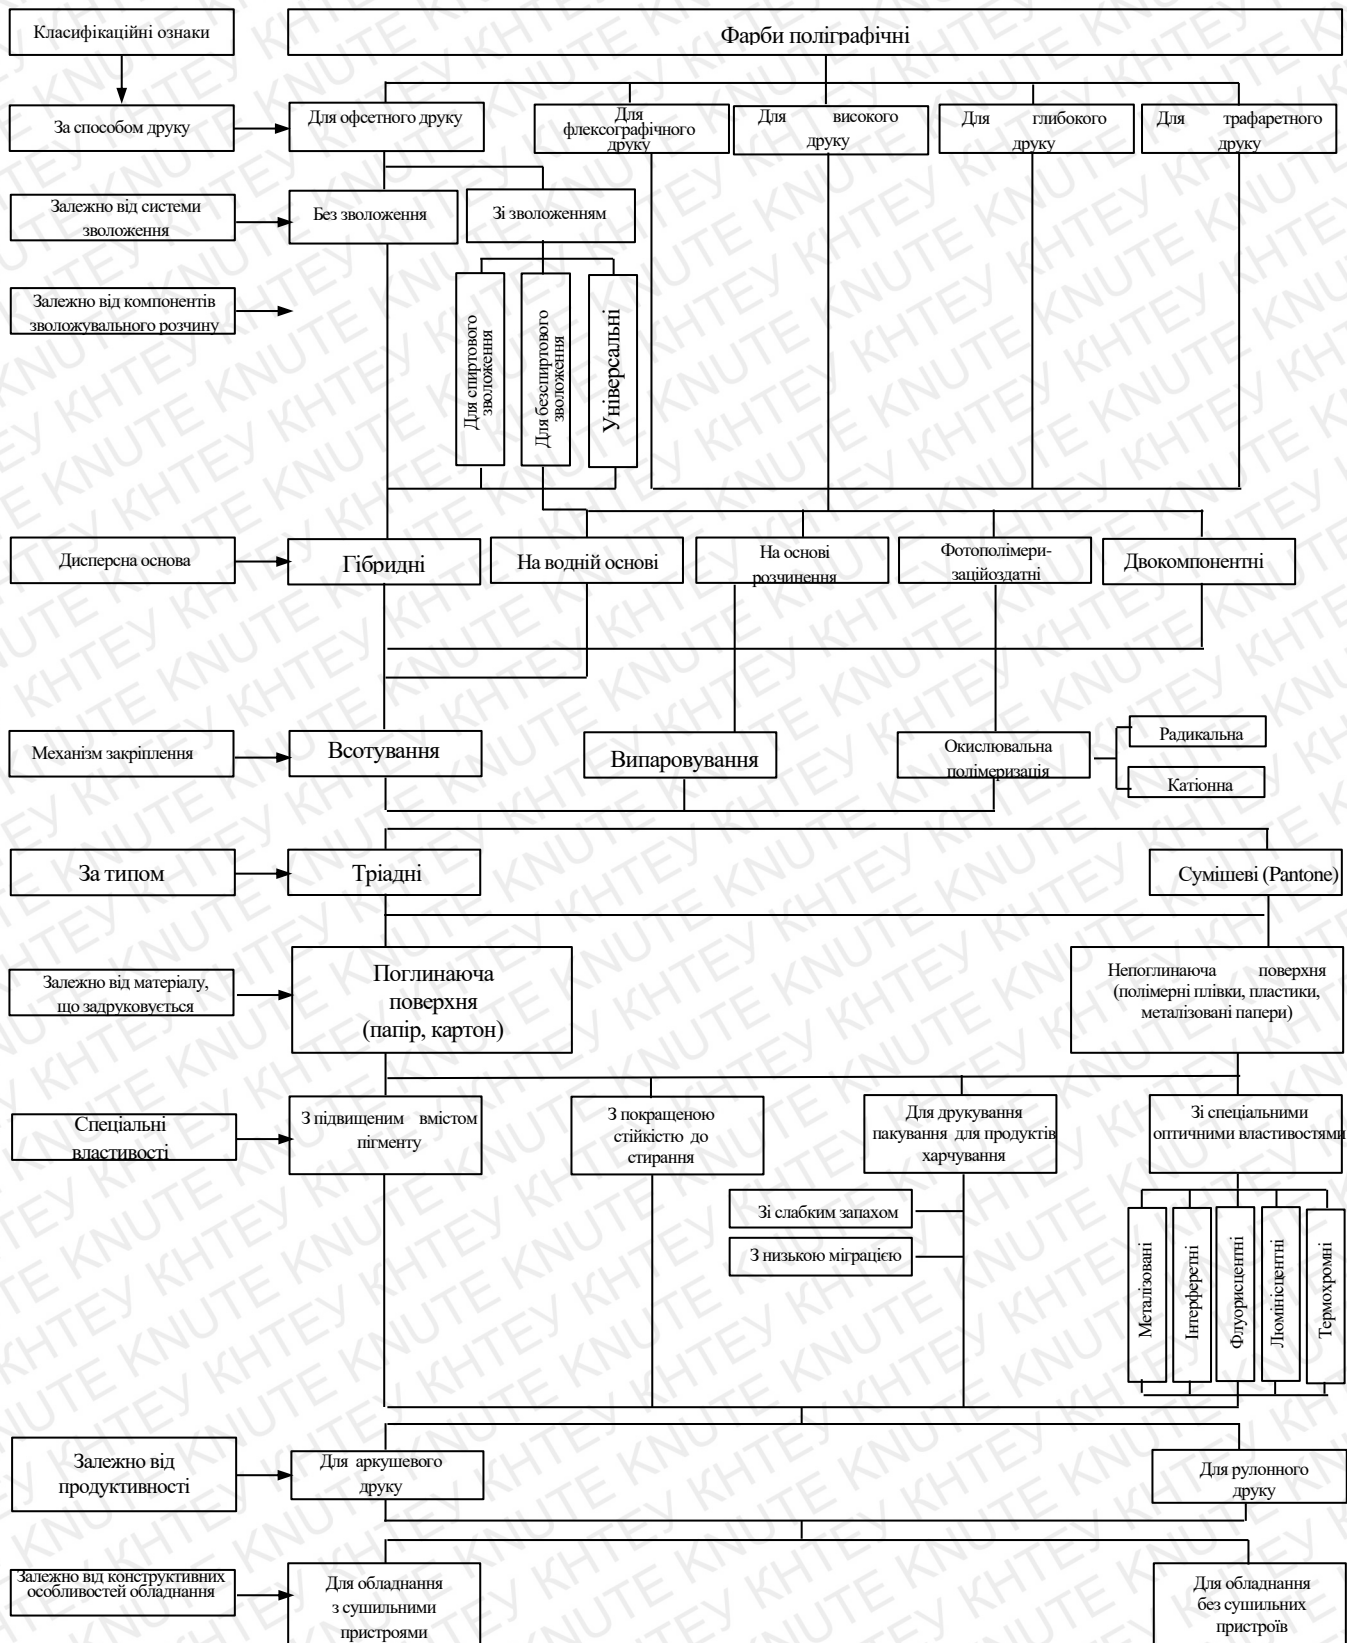 Класифікаційні ознаки
Фарби поліграфічні
За способом друку
Для офсетного друку
Для
флексографічного
друку
Для високого
друку
Для глибокого
друку
Для трафаретного
друку
Залежно від системи
зволоження
Без зволоження
Зі зволоженням
Залежно від компонентів
зволожувального розчину
Для спиртового
зволоження
Для безспиртового
зволоження
Універсальні
Дисперсна основа
Гібридні
На водній основі
На основі
розчинення
Фотополімери-
заційоздатні
Двокомпонентні
Механізм закріплення
Всотування
Випаровування
Окислювальна
полімеризація
Радикальна
Катіонна
За типом
Тріадні
Сумішеві (Pantone)
Залежно від матеріалу,
що задруковується
Поглинаюча
поверхня
(папір, картон)
Непоглинаюча поверхня
(полімерні плівки, пластики,
металізовані папери)
Спеціальні
властивості
З підвищеним вмістом
пігменту
З покращеною
стійкістю до
стирання
Для друкування
пакування для продуктів
харчування
Зі спеціальними
оптичними властивостями
Зі слабким запахом
З низькою міграцією
Металізовані
Інтерферетні
Флуорисцентні
Люмінісцентні
Термохромні
Залежно від
продуктивності
Для аркушевого
друку
Для рулонного
друку
Залежно від конструктивних
особливостей обладнання
Для обладнання
з сушильними
пристроями
Для обладнання
без сушильних
пристроїв